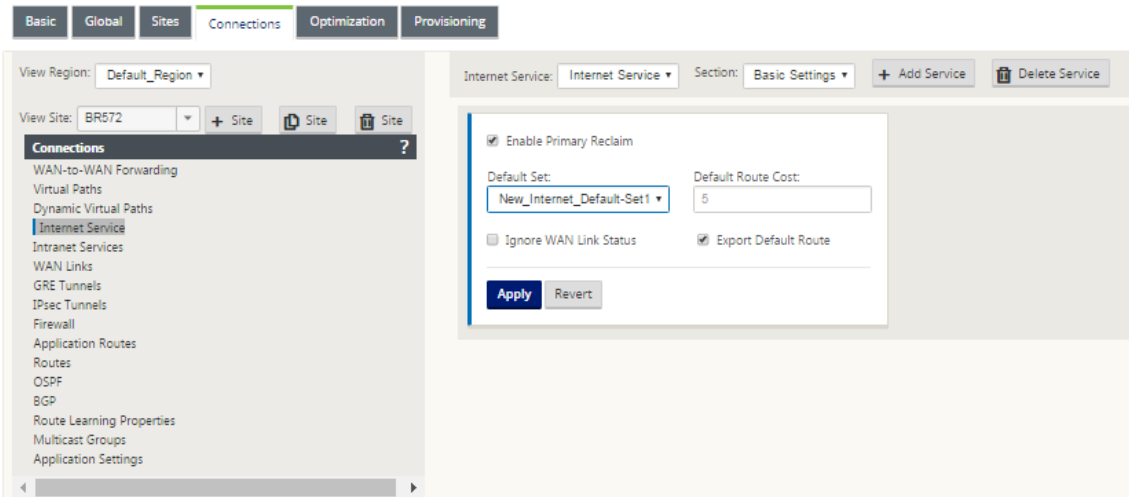 Basic Global Sites Connections Optimization Provisioning
View Region: Default_Region
View Site: BR572 + Site Site Site
Connections ?
WAN-to-WAN Forwarding
Virtual Paths
Dynamic Virtual Paths
Internet Service
Intranet Services
WAN Links
GRE Tunnels
IPsec Tunnels
Firewall
Application Routes
Routes
OSPF
BGP
Route Learning Properties
Multicast Groups
Application Settings
Internet Service: Internet Service Section: Basic Settings + Add Service Delete Service
Enable Primary Reclaim
Default Set: Default Route Cost:
New_Internet_Default-Set1 5
Ignore WAN Link Status Export Default Route
Apply Revert